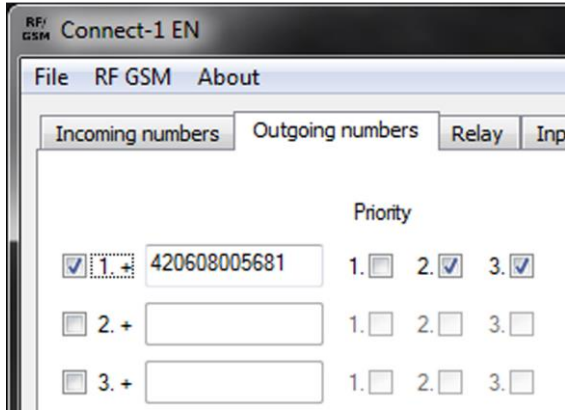 RF/
GSM Connect-1 EN
File RF GSM About
Incoming numbers Outgoing numbers Relay Inp
Priority
1. + 420608005681 1. 2. 3.
2. + 1. 2. 3.
3. + 1. 2. 3.